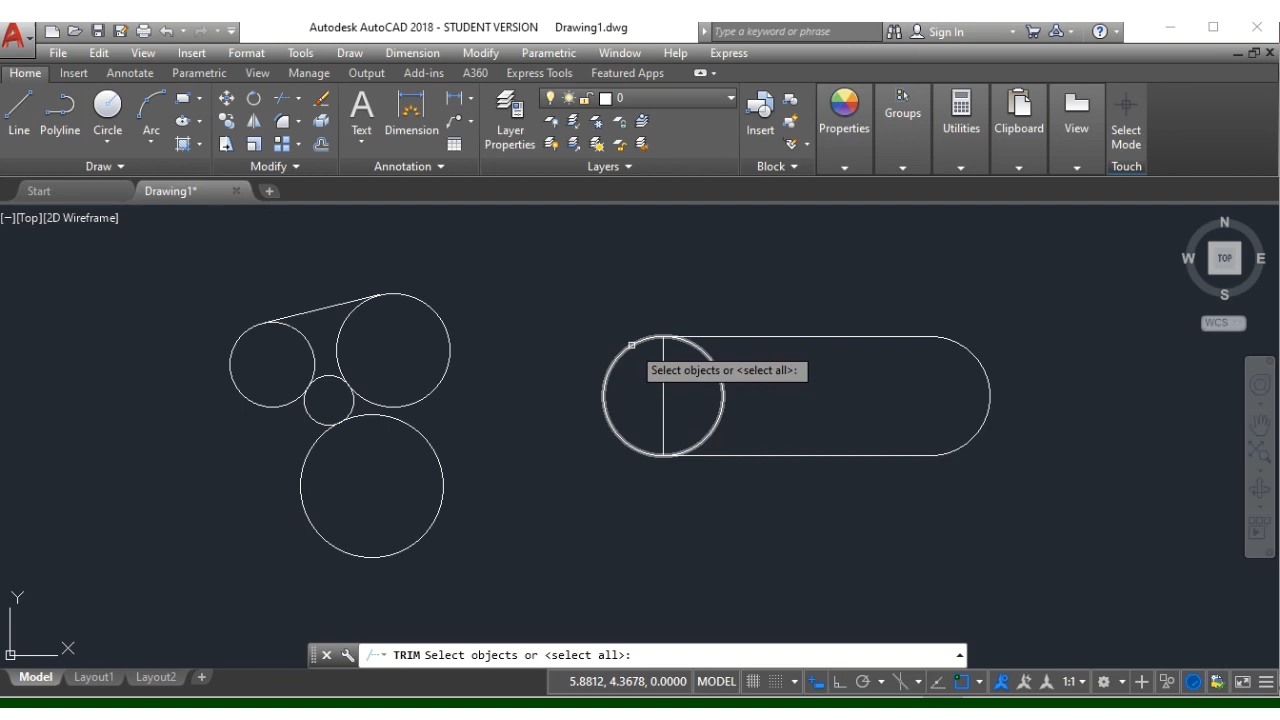 Autodesk AutoCAD 2018 - STUDENT VERSION Drawing1.dwg Type a keyword or phrase Sign In
File Edit View Insert Format Tools Draw Dimension Modify Parametric Window Help Express
Home Insert Annotate Parametric View Manage Output Add-ins A360 Express Tools Featured Apps
Line Polyline Circle Arc Text Dimension Layer Properties 0 Insert Properties Groups Utilities Clipboard View Select Mode
Draw Modify Annotation Layers Block Touch
Start Drawing1* +
[−][Top][2D Wireframe]
N
W TOP E
S
WCS
Select objects or <select all>:
Y
X
TRIM Select objects or <select all>:
Model Layout1 Layout2 + 5.8812, 4.3678, 0.0000 MODEL 1:1